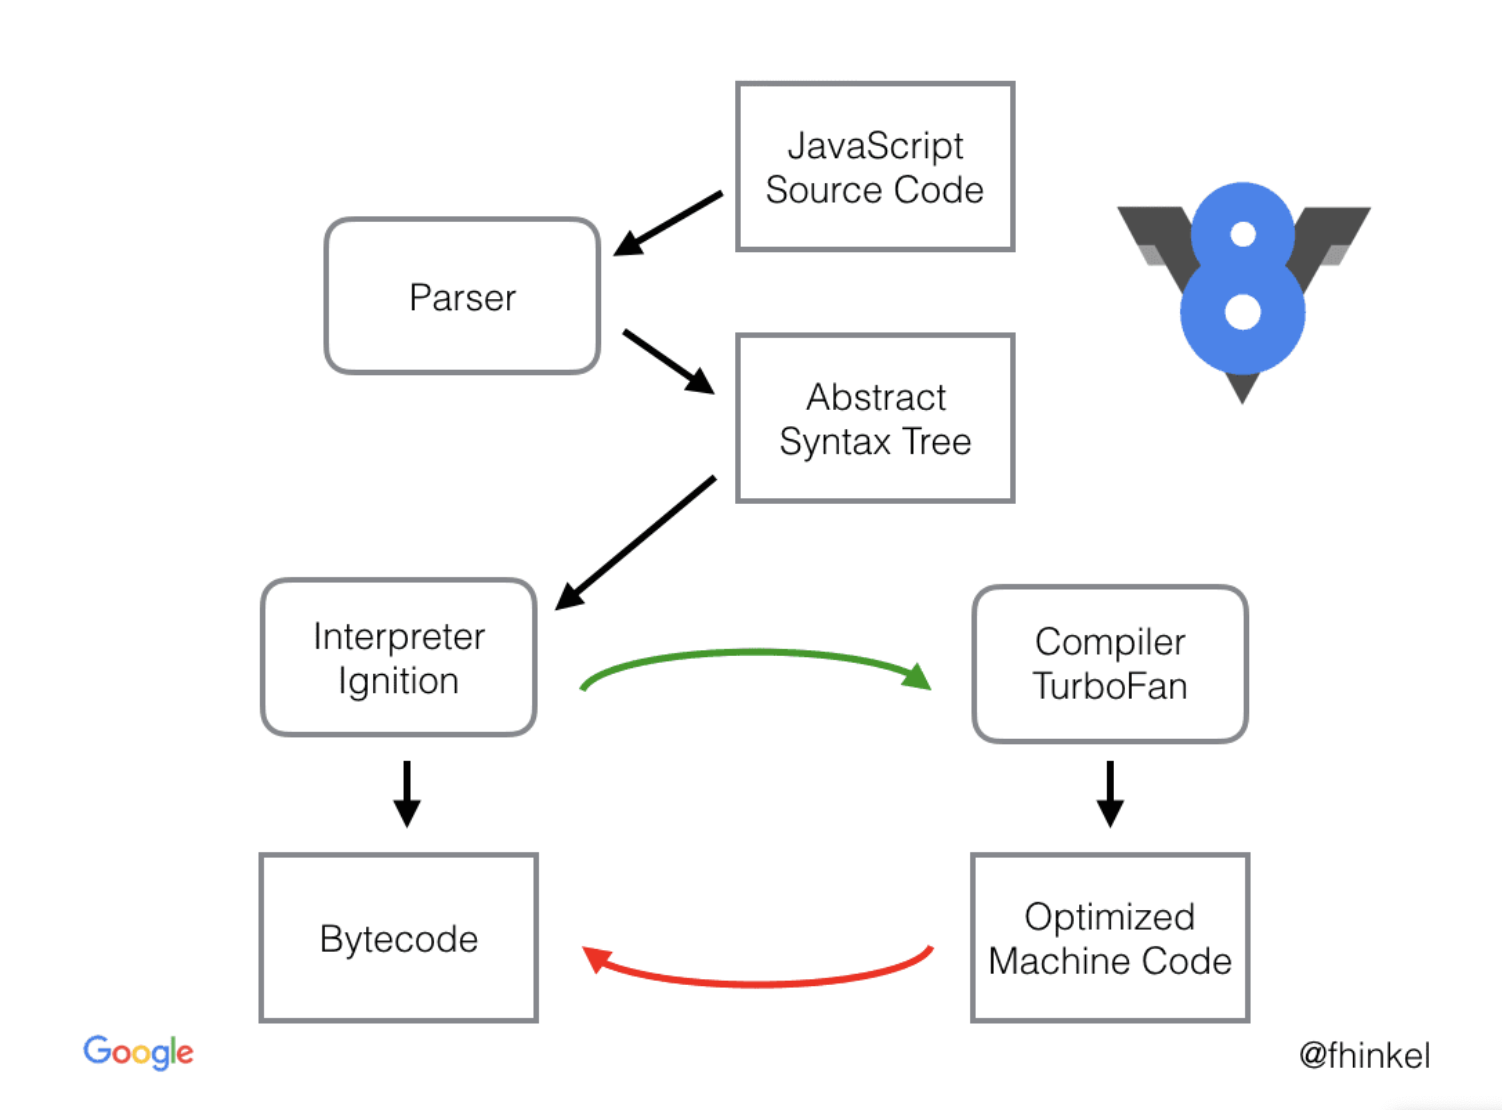 JavaScript
Source Code
Parser
Abstract
Syntax Tree
Interpreter
Ignition
Compiler
TurboFan
Bytecode
Optimized
Machine Code
Google
@fhinkel